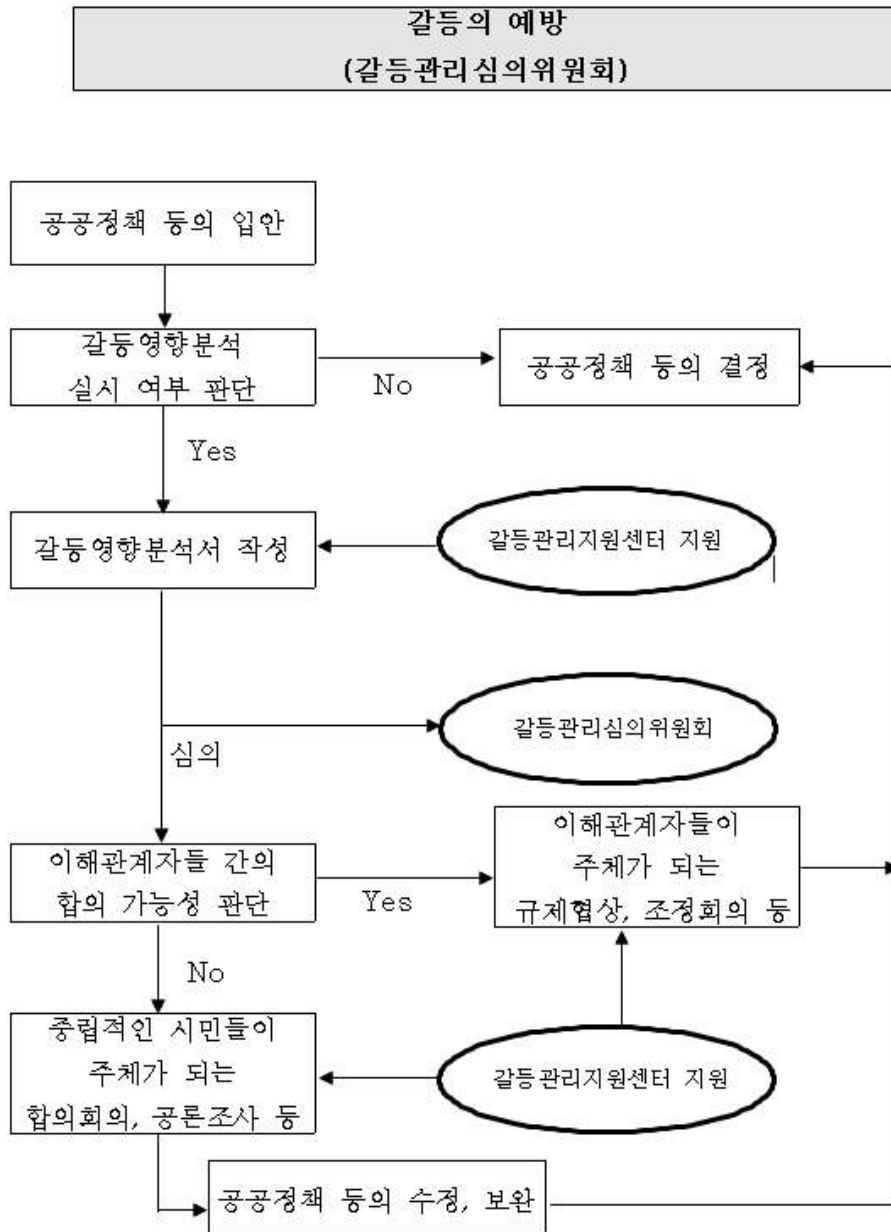 갈등의 예방
(갈등관리심의위원회)
공공정책 등의 입안
갈등영향분석
실시 여부 판단
No
공공정책 등의 결정
Yes
갈등영향분석서 작성
갈등관리지원센터 지원
갈등관리심의위원회
심의
이해관계자들 간의
합의 가능성 판단
Yes
이해관계자들이
주체가 되는
규제협상, 조정회의 등
No
중립적인 시민들이
주체가 되는
합의회의, 공론조사 등
갈등관리지원센터 지원
공공정책 등의 수정, 보완